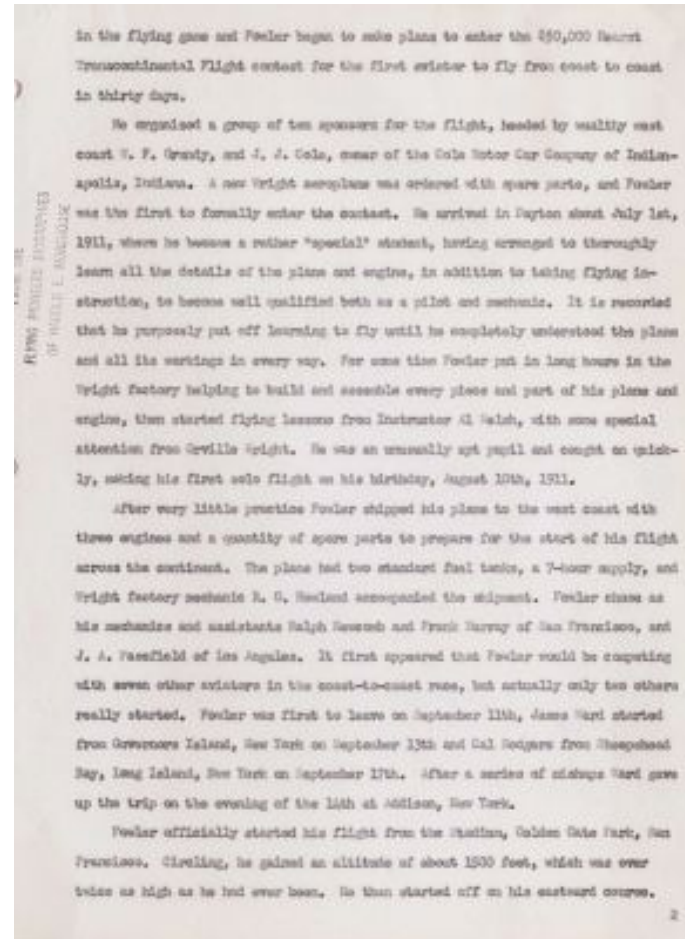 in the flying game and Fowler began to make plans to enter the $50,000 Hearst
Transcontinental Flight contest for the first aviator to fly from coast to coast
in thirty days.
He organized a group of ten sponsors for the flight, headed by wealthy west
coast W. F. Grundy, and J. J. Cole, owner of the Cole Motor Car Company of Indian-
apolis, Indiana. A new Wright aeroplane was ordered with spare parts, and Fowler
was the first to formally enter the contest. He arrived in Dayton about July 1st,
1911, where he became a rather "special" student, having arranged to thoroughly
learn all the details of the plane and engine, in addition to taking flying in-
struction, to become well qualified both as a pilot and mechanic. It is recorded
that he purposely put off learning to fly until he completely understood the plane
and all its workings in every way. For some time Fowler put in long hours in the
Wright factory helping to build and assemble every piece and part of his plane and
engine, then started flying lessons from Instructor Al Welsh, with some special
attention from Orville Wright. He was an unusually apt pupil and caught on quick-
ly, making his first solo flight on his birthday, August 10th, 1911.
After very little practice Fowler shipped his plane to the west coast with
three engines and a quantity of spare parts to prepare for the start of his flight
across the continent. The plane had two standard fuel tanks, a 7-hour supply, and
Wright factory mechanic R. G. accompanied the shipment. Fowler chose as
his mechanics and assistants Ralph Newcomb and Frank Murray of San Francisco, and
J. A. of Los Angeles. It first appeared that Fowler would be competing
with seven other aviators in the coast-to-coast race, but actually only two others
really started. Fowler was first to leave on September 11th, James Ward started
from Governors Island, New York on September 13th and Cal Rodgers from Sheepshead
Bay, Long Island, New York on September 17th. After a series of mishaps Ward gave
up the trip on the evening of the 14th at Addison, New York.
Fowler officially started his flight from the Stadium, Golden Gate Park, San
Francisco. Circling, he gained an altitude of about 1500 feet, which was over
twice as high as he had ever been. He then started off on his eastward course.
2
FROM THE
FLYING PIONEERS BIOGRAPHIES
OF HAROLD E. MOREHOUSE